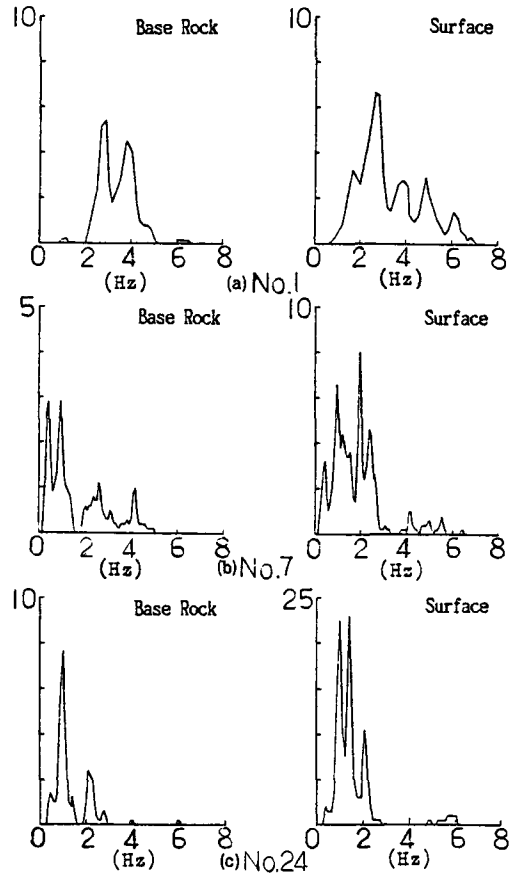 10 Base Rock 10 Surface
0 2 4 6 8 0 2 4 6 8
(Hz) (a) No.1 (Hz)
5 Base Rock 10 Surface
0 2 4 6 8 0 2 4 6 8
(Hz) (b) No.7 (Hz)
10 Base Rock 25 Surface
0 2 4 6 8 0 2 4 6 8
(Hz) (c) No.24 (Hz)